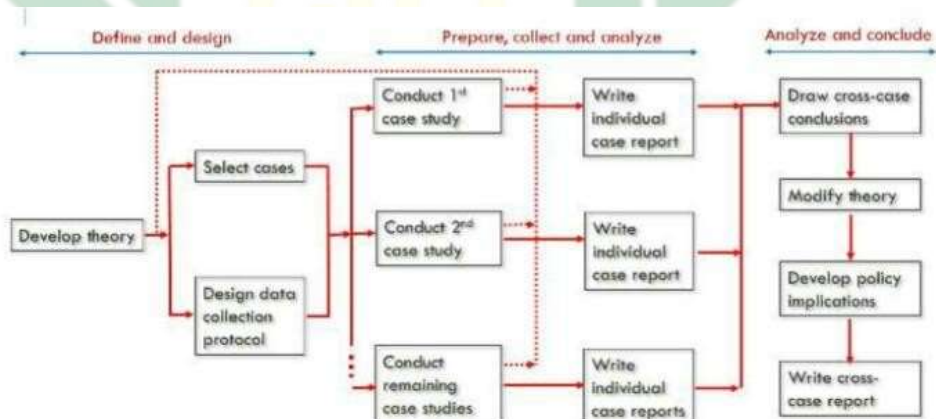 Define and design
Prepare, collect and analyze
Analyze and conclude
Develop theory
Select cases
Design data
collection
protocol
Conduct 1st
case study
Conduct 2nd
case study
Conduct
remaining
case studies
Write
individual
case report
Write
individual
case report
Write
individual
case reports
Draw cross-case
conclusions
Modify theory
Develop policy
implications
Write cross-
case report